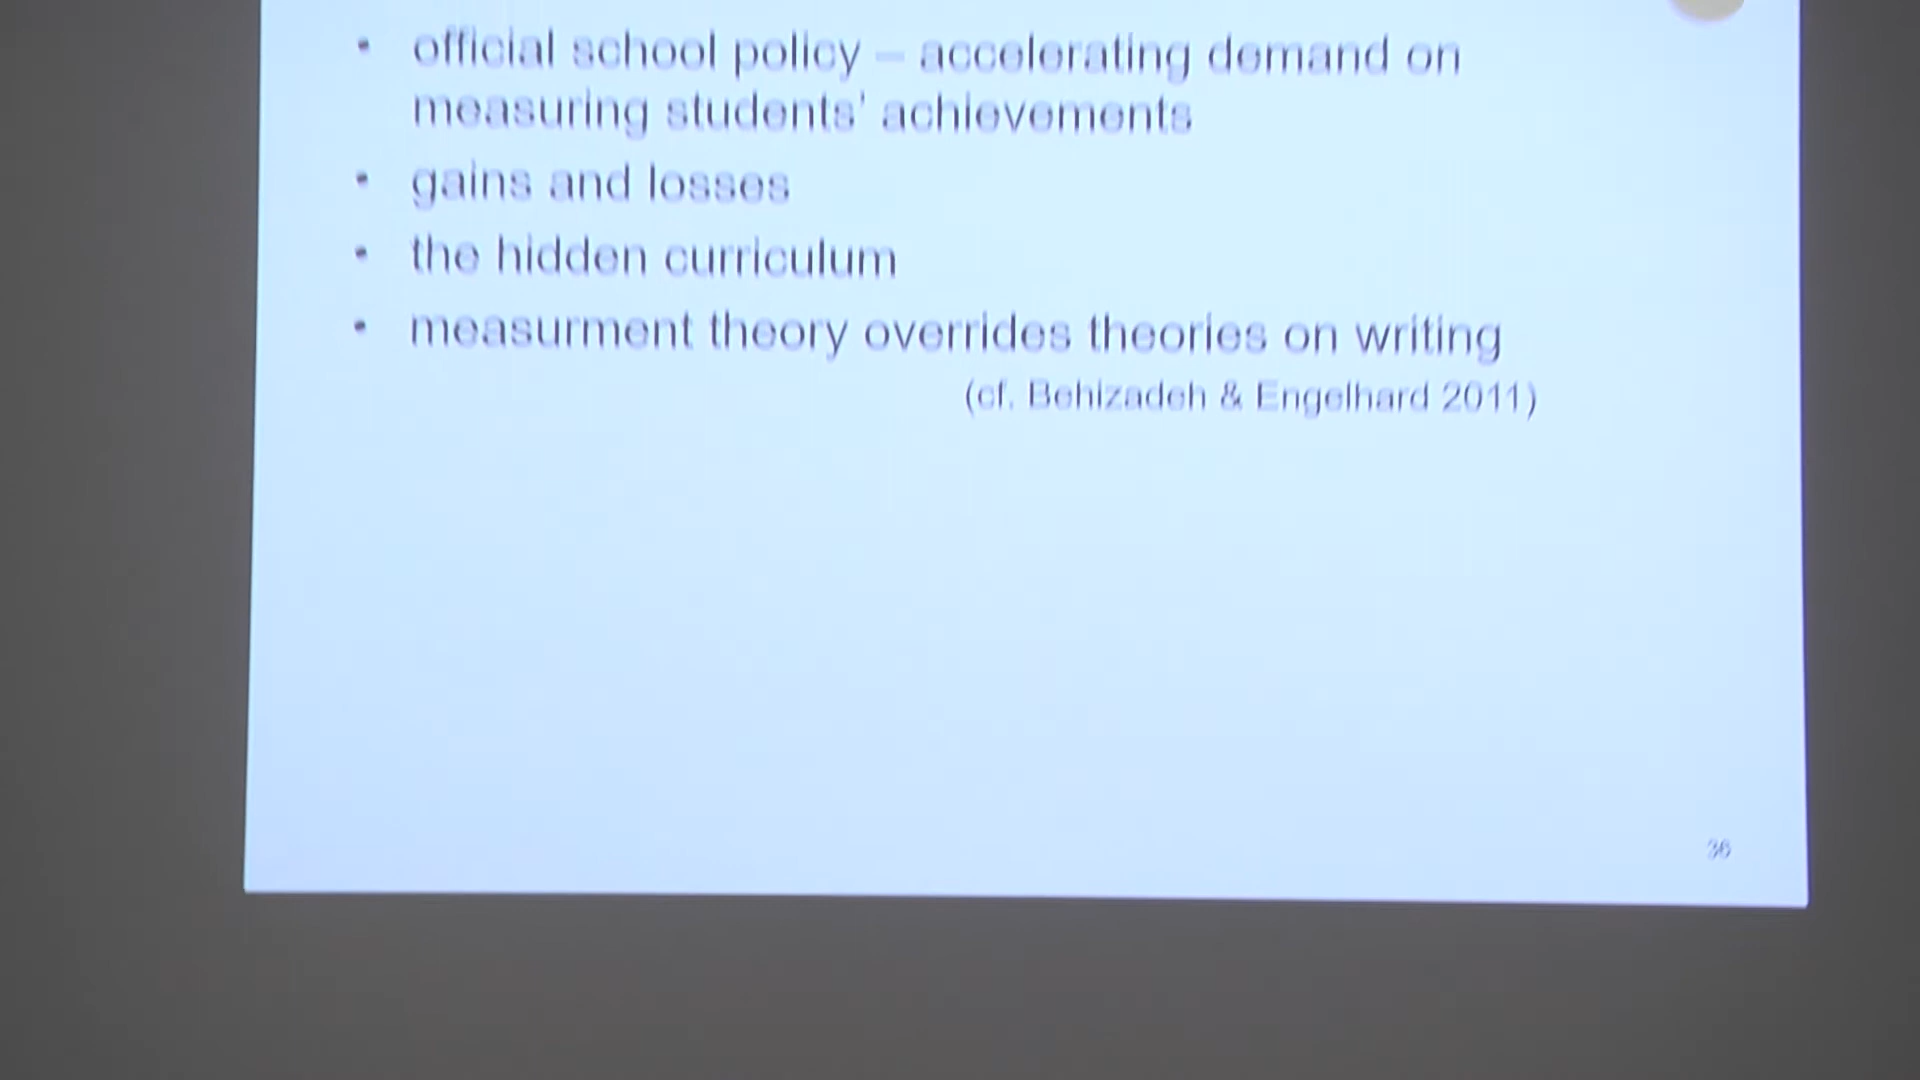 • official school policy – accelerating demand on
measuring students' achievements
• gains and losses
• the hidden curriculum
• measurment theory overrides theories on writing
(cf. Behizadeh & Engelhard 2011)
36